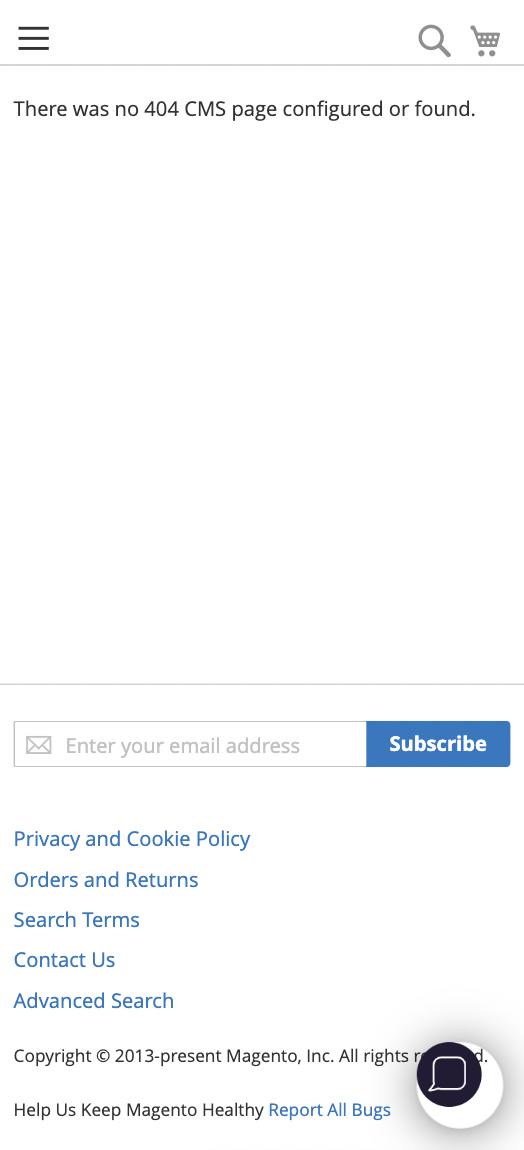 There was no 404 CMS page configured or found.
Enter your email address
Subscribe
Privacy and Cookie Policy
Orders and Returns
Search Terms
Contact Us
Advanced Search
Copyright © 2013-present Magento, Inc. All rights
Help Us Keep Magento Healthy Report All Bugs